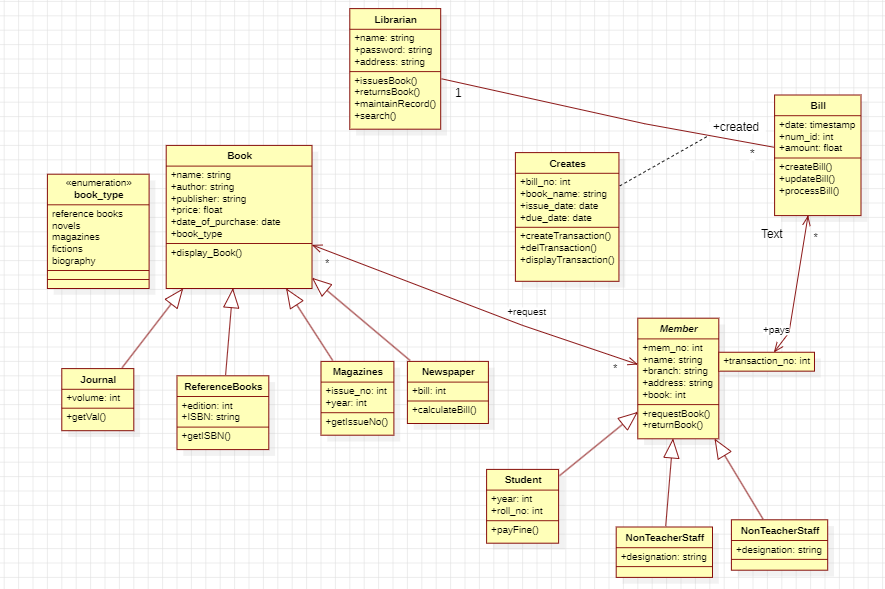 Librarian
+name: string
+password: string
+address: string
+issuesBook()
+returnsBook()
+maintainRecord()
+search()
1
+created
*
Bill
+date: timestamp
+num_id: int
+amount: float
+createBill()
+updateBill()
+processBill()
Book
+name: string
+author: string
+publisher: string
+price: float
+date_of_purchase: date
+book_type
+display_Book()
«enumeration»
book_type
reference books
novels
magazines
fictions
biography
Creates
+bill_no: int
+book_name: string
+issue_date: date
+due_date: date
+createTransaction()
+delTransaction()
+displayTransaction()
Text
*
*
+request
*
+pays
Member
+mem_no: int
+name: string
+branch: string
+address: string
+book: int
+requestBook()
+returnBook()
+transaction_no: int
Journal
+volume: int
+getVal()
ReferenceBooks
+edition: int
+ISBN: string
+getISBN()
Magazines
+issue_no: int
+year: int
+getIssueNo()
Newspaper
+bill: int
+calculateBill()
Student
+year: int
+roll_no: int
+payFine()
NonTeacherStaff
+designation: string
NonTeacherStaff
+designation: string